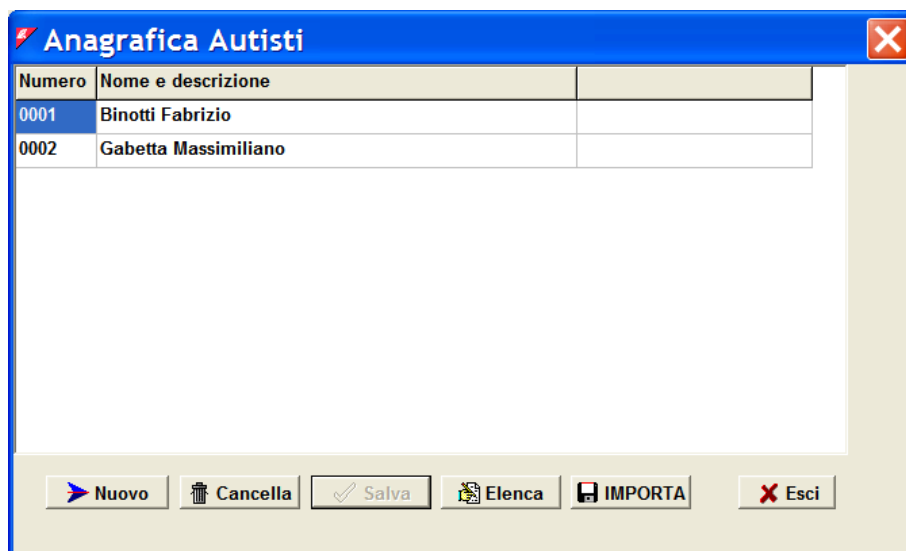 Anagrafica Autisti
Numero Nome e descrizione
0001 Binotti Fabrizio
0002 Gabetta Massimiliano
Nuovo Cancella Salva Elenca IMPORTA Esci